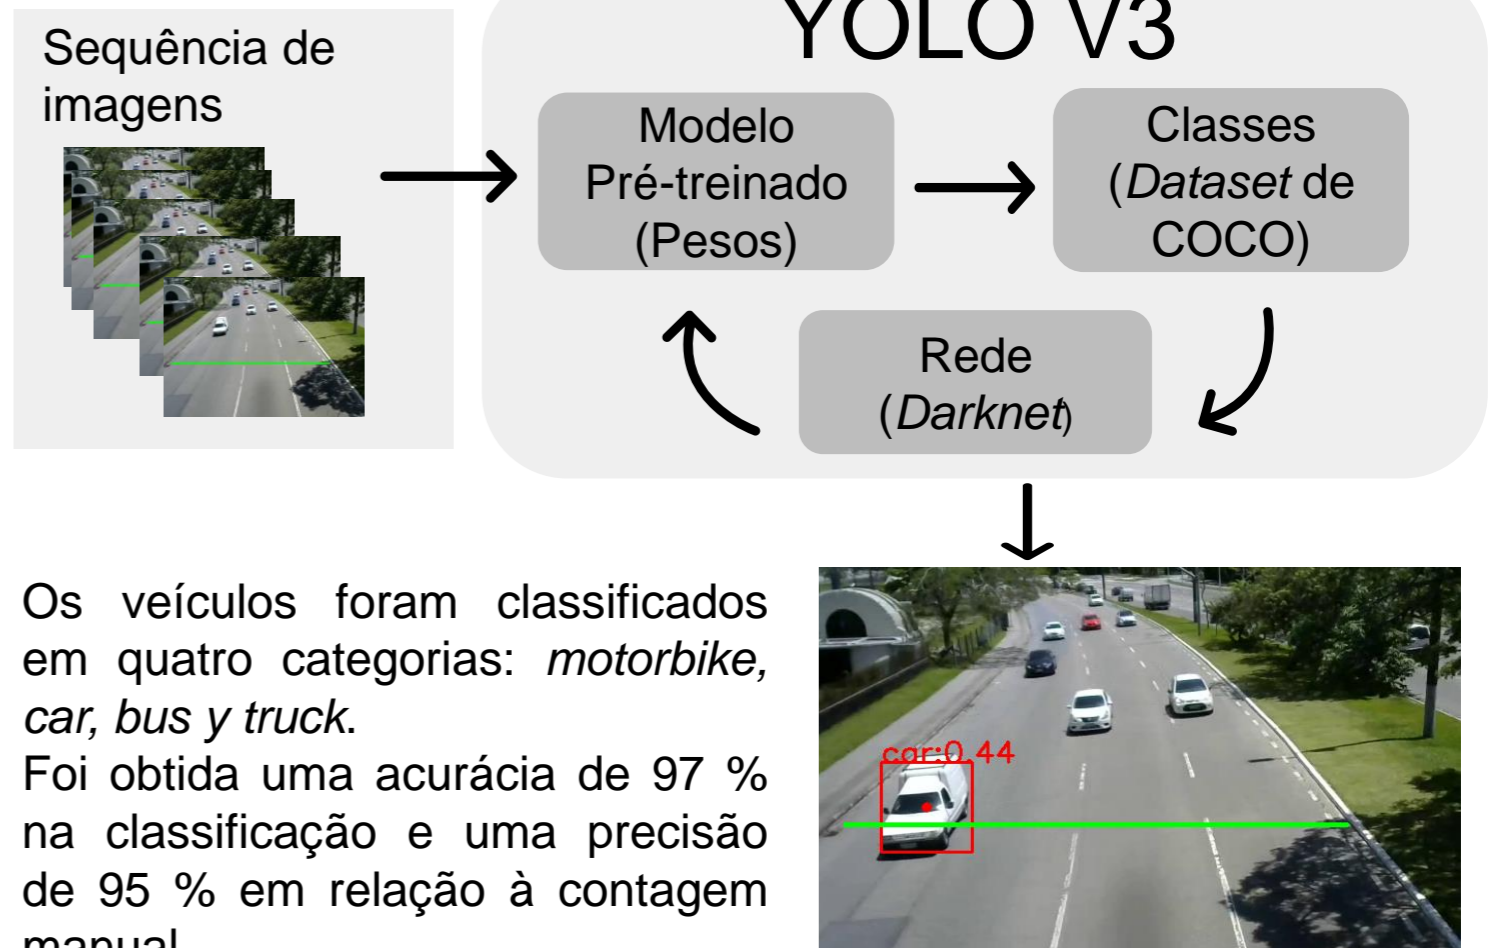 Sequência de
imagens
YOLO V3
Modelo
Pré-treinado
(Pesos)
Classes
(Dataset de
COCO)
Rede
(Darknet)
Os veículos foram classificados
em quatro categorias: motorbike,
car, bus y truck.
Foi obtida uma acurácia de 97 %
na classificação e uma precisão
de 95 % em relação à contagem
manual
car:0.44